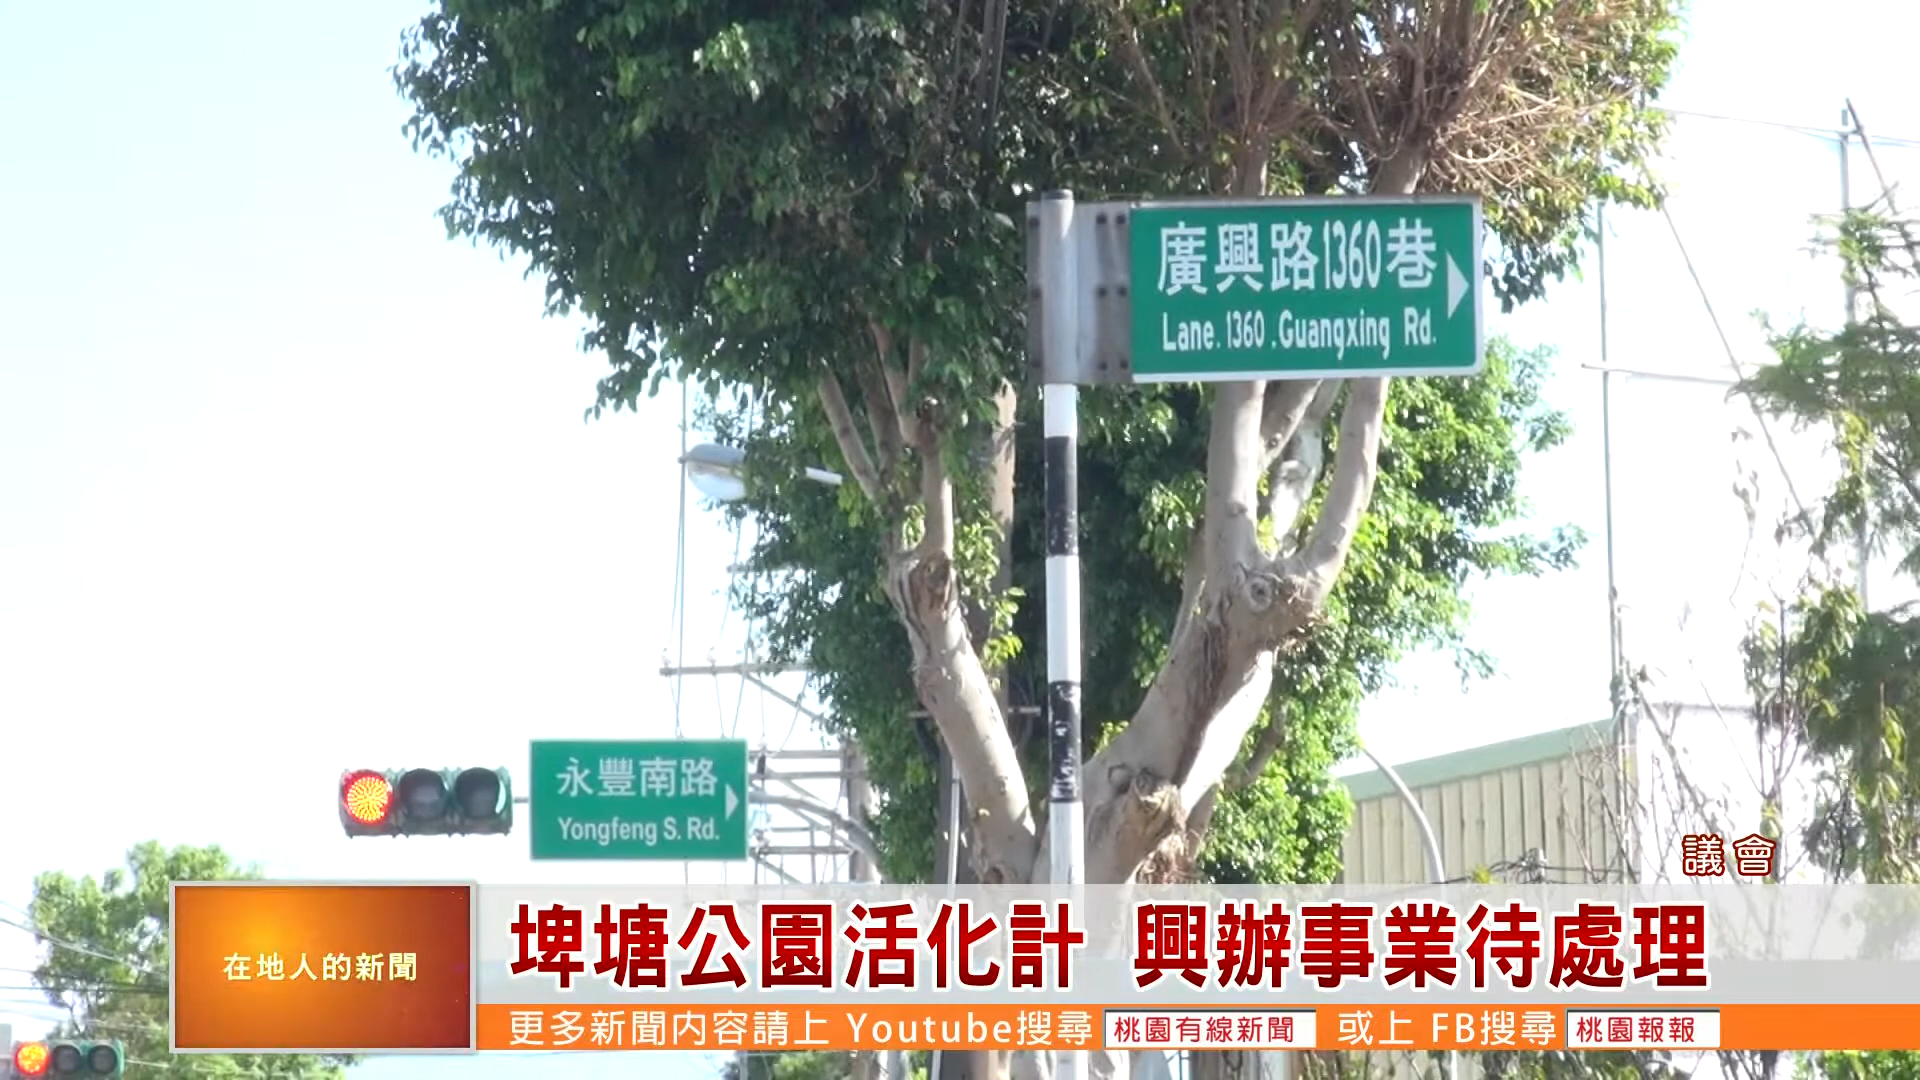 廣興路1360巷
Lane. 1360 .Guangxing Rd.
永豐南路
Yongfeng S. Rd.
議會
在地人的新聞
埤塘公園活化計 興辦事業待處理
更多新聞內容請上 Youtube搜尋 桃園有線新聞 或上 FB搜尋 桃園報報